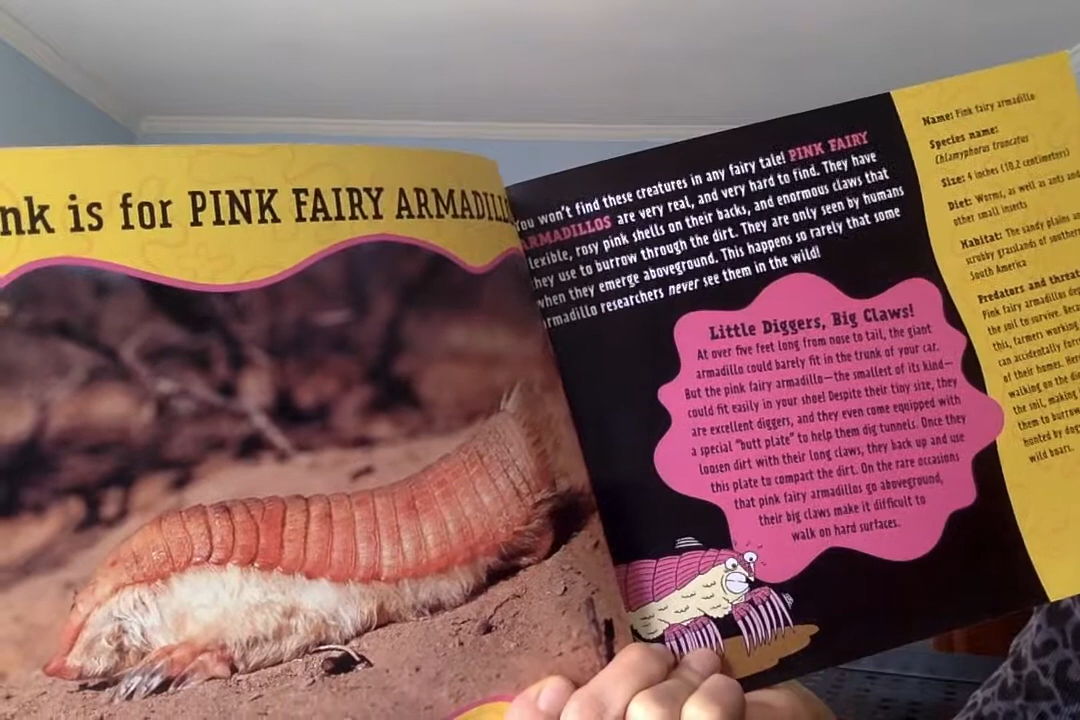 nk is for PINK FAIRY ARMADILL
You won't find these creatures in any fairy tale! PINK FAIRY
ARMADILLOS are very real, and very hard to find. They have
lexible, rosy pink shells on their backs, and enormous claws that
they use to burrow through the dirt. They are only seen by humans
when they emerge aboveground. This happens so rarely that some
armadillo researchers never see them in the wild!
Little Diggers, Big Claws!
At over five feet long from nose to tail, the giant
armadillo could barely fit in the trunk of your car.
But the pink fairy armadillo—the smallest of its kind—
could fit easily in your shoe! Despite their tiny size, they
are excellent diggers, and they even come equipped with
a special "butt plate" to help them dig tunnels. Once they
loosen dirt with their long claws, they back up and use
this plate to compact the dirt. On the rare occasions
that pink fairy armadillos go aboveground,
their big claws make it difficult to
walk on hard surfaces.
Name: Pink fairy armadillo
Species name:
Chlamyphorus truncatus
Size: 4 inches (10.2 centimeters)
Diet: Worms, as well as ants and
other small insects
Habitat: The sandy plains an
scrubby grasslands of southern
South America
Predators and threat
Pink fairy armadillos de
the soil to survive. Beca
this, farmers working
can accidentally forc
of their homes. Her
walking on the di
the soil, making
them to burrow
hunted by dog
wild boars.